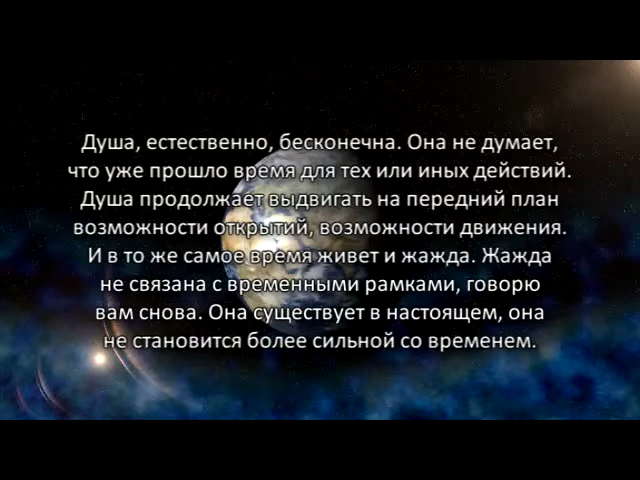 Душа, естественно, бесконечна. Она не думает,
что уже прошло время для тех или иных действий.
Душа продолжает выдвигать на передний план
возможности открытий, возможности движения.
И в то же самое время живет и жажда. Жажда
не связана с временными рамками, говорю
вам снова. Она существует в настоящем, она
не становится более сильной со временем.